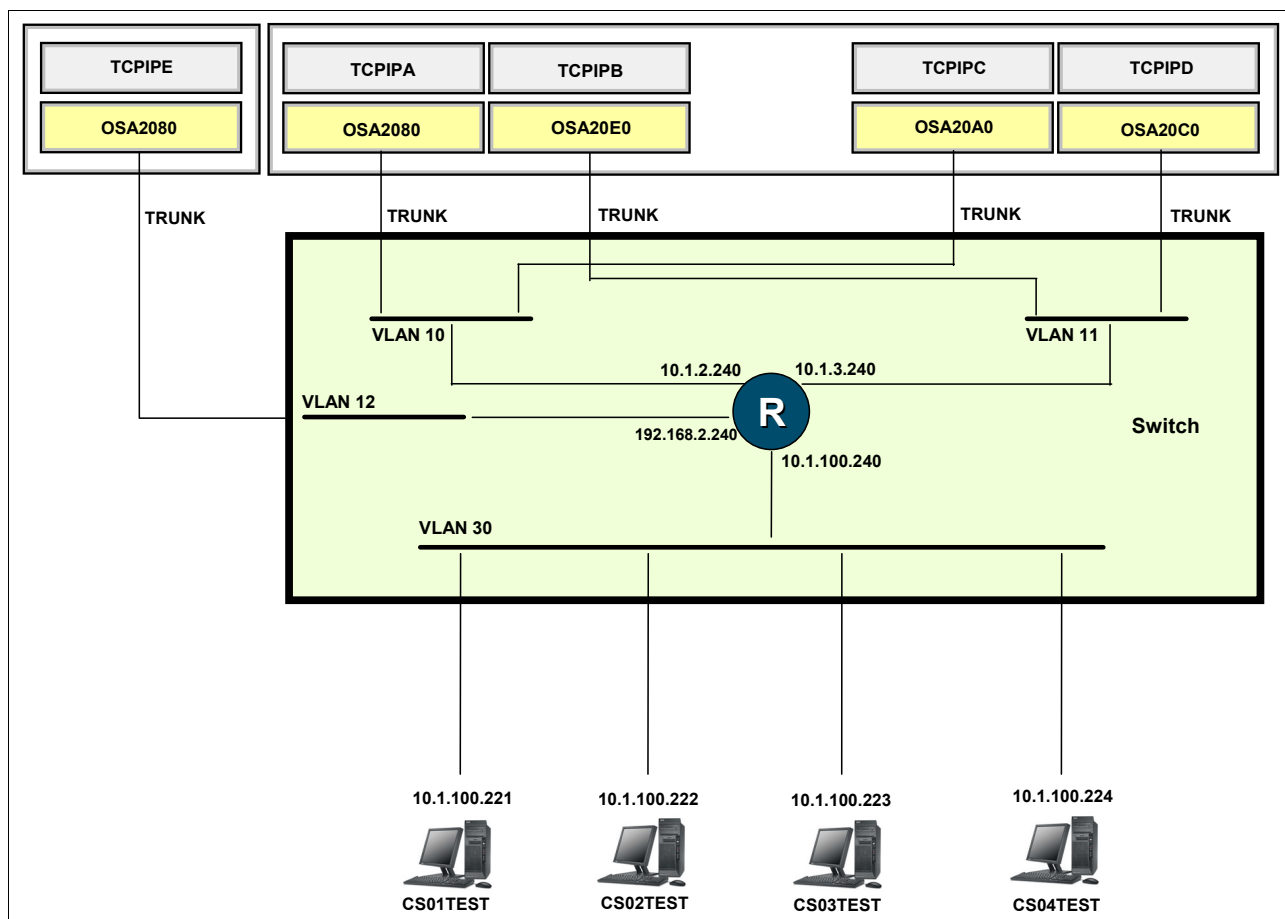 TCPIPE
TCPIPA
TCPIPB
TCPIPC
TCPIPD
OSA2080
OSA2080
OSA20E0
OSA20A0
OSA20C0
TRUNK
TRUNK
TRUNK
TRUNK
TRUNK
VLAN 10
VLAN 11
10.1.2.240
10.1.3.240
VLAN 12
R
192.168.2.240
Switch
10.1.100.240
VLAN 30
10.1.100.221
10.1.100.222
10.1.100.223
10.1.100.224
CS01TEST
CS02TEST
CS03TEST
CS04TEST